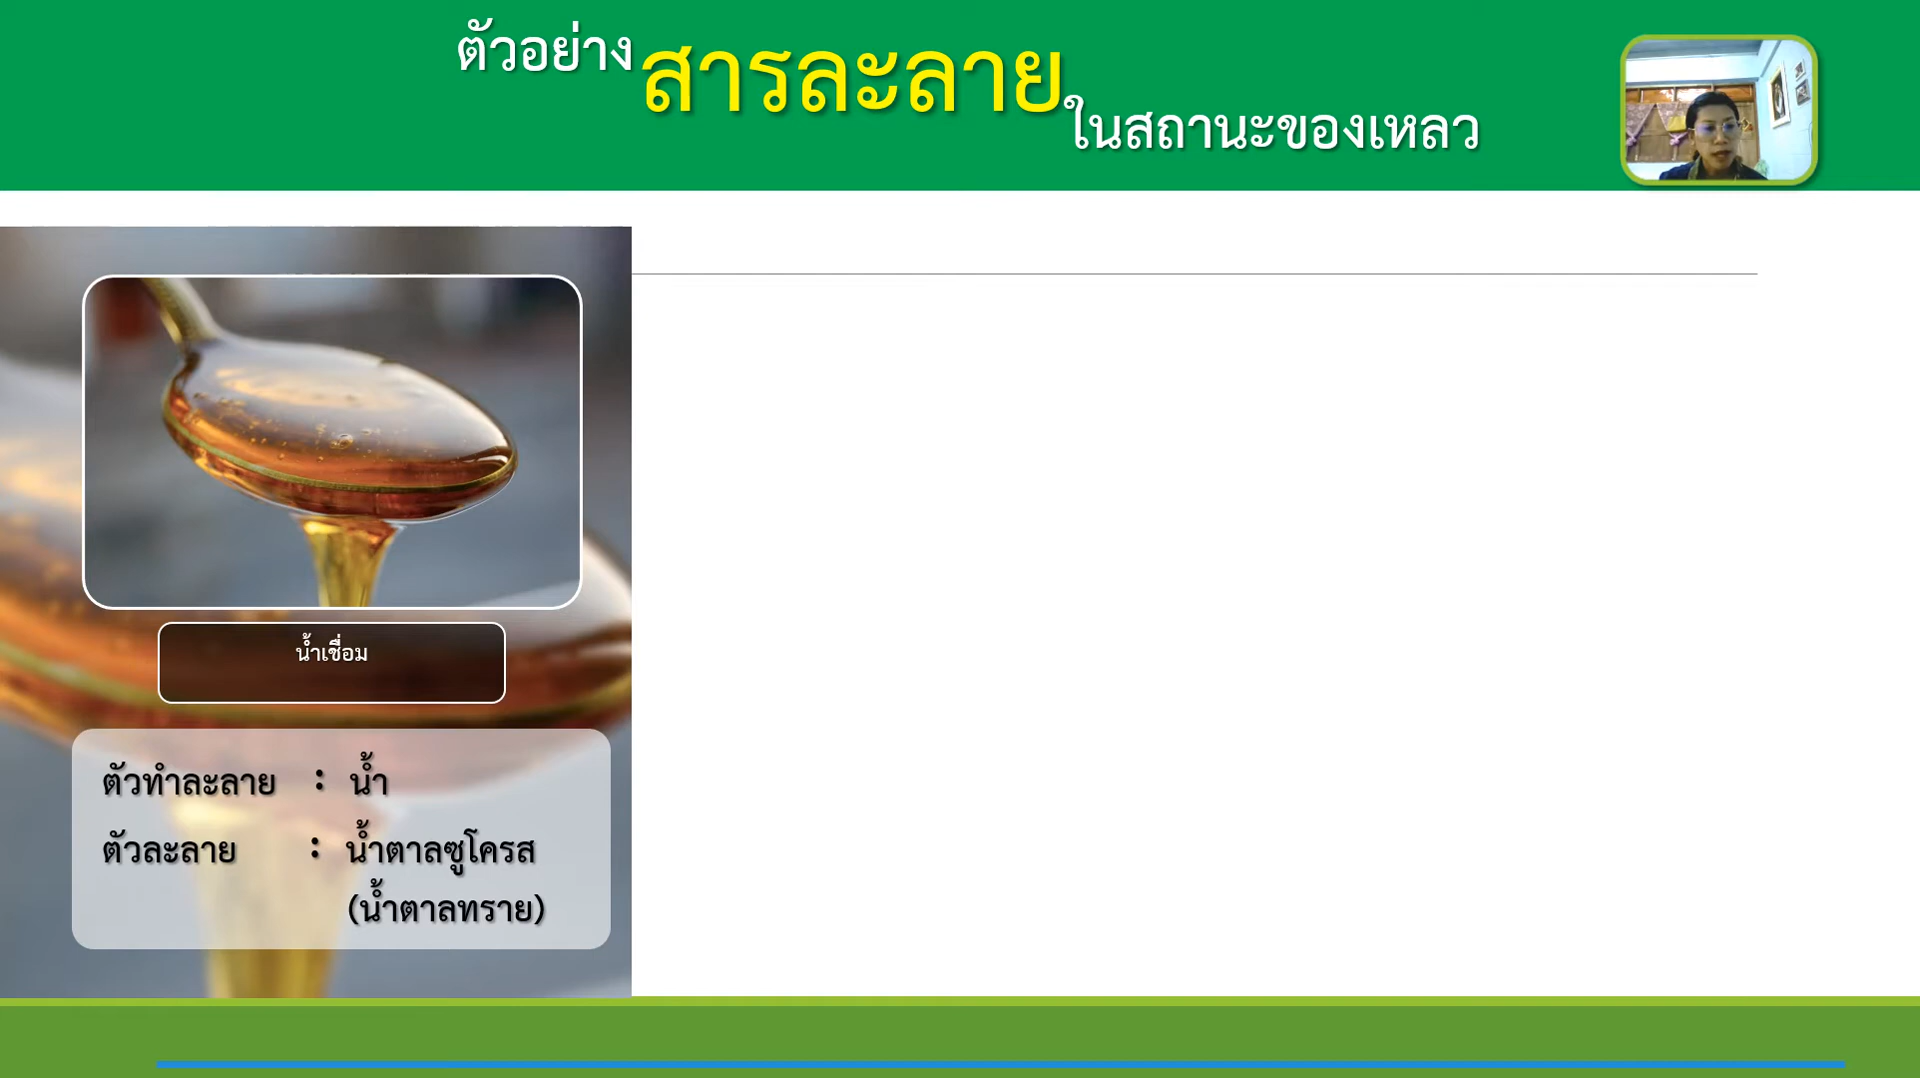 ตัวอย่าง สารละลาย ในสถานะของเหลว
น้ำเชื่อม
ตัวทำละลาย : น้ำ
ตัวละลาย : น้ำตาลซูโครส
(น้ำตาลทราย)